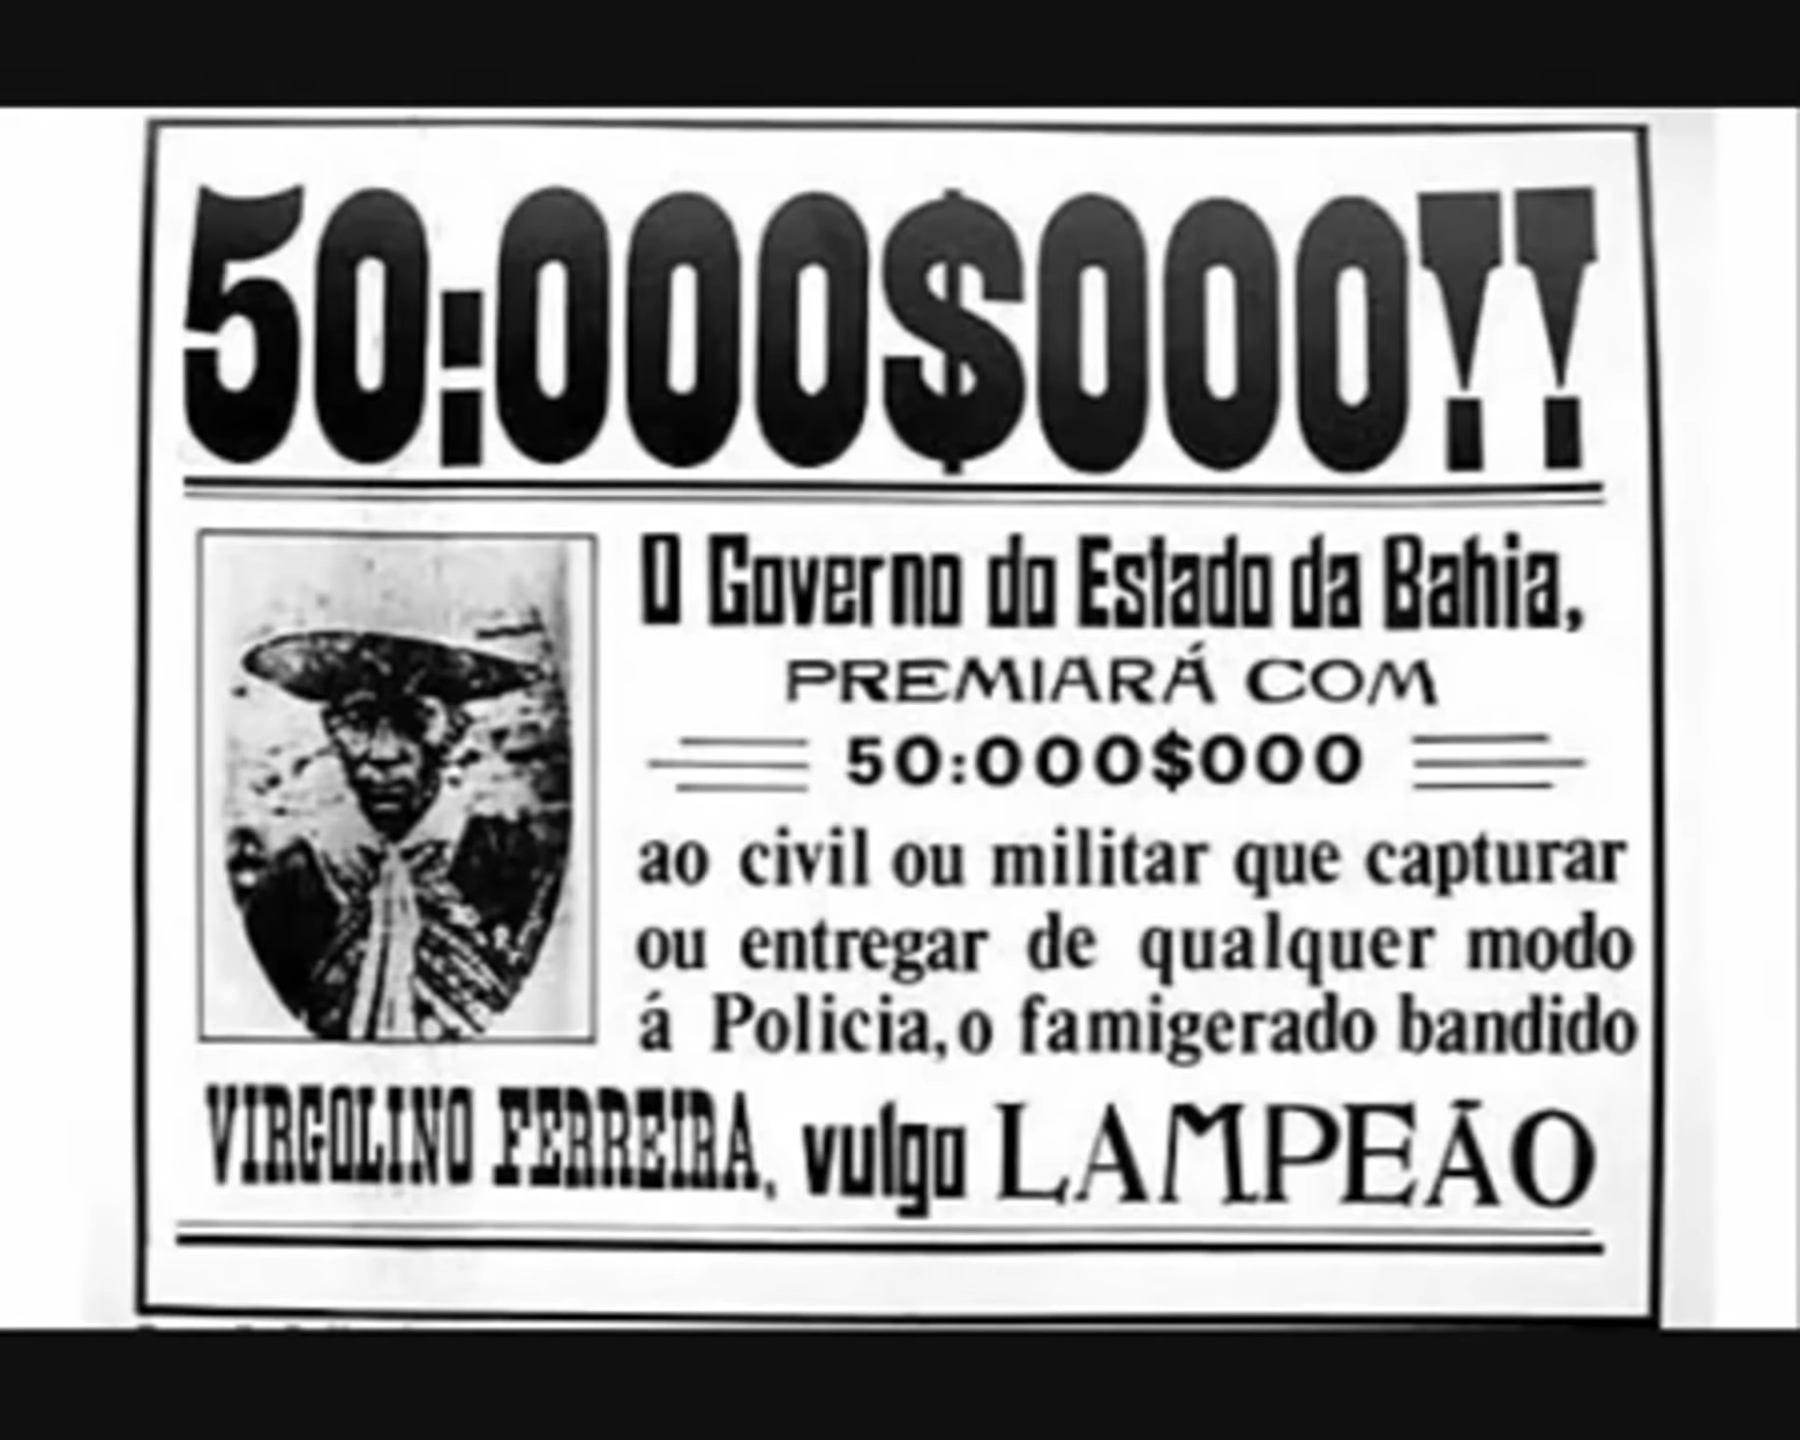 50:000$000!!
O Governo do Estado da Bahia,
PREMIARÁ COM
50:000$000
ao civil ou militar que capturar
ou entregar de qualquer modo
á Policia, o famigerado bandido
VIRGOLINO FERREIRA, vulgo LAMPEÃO